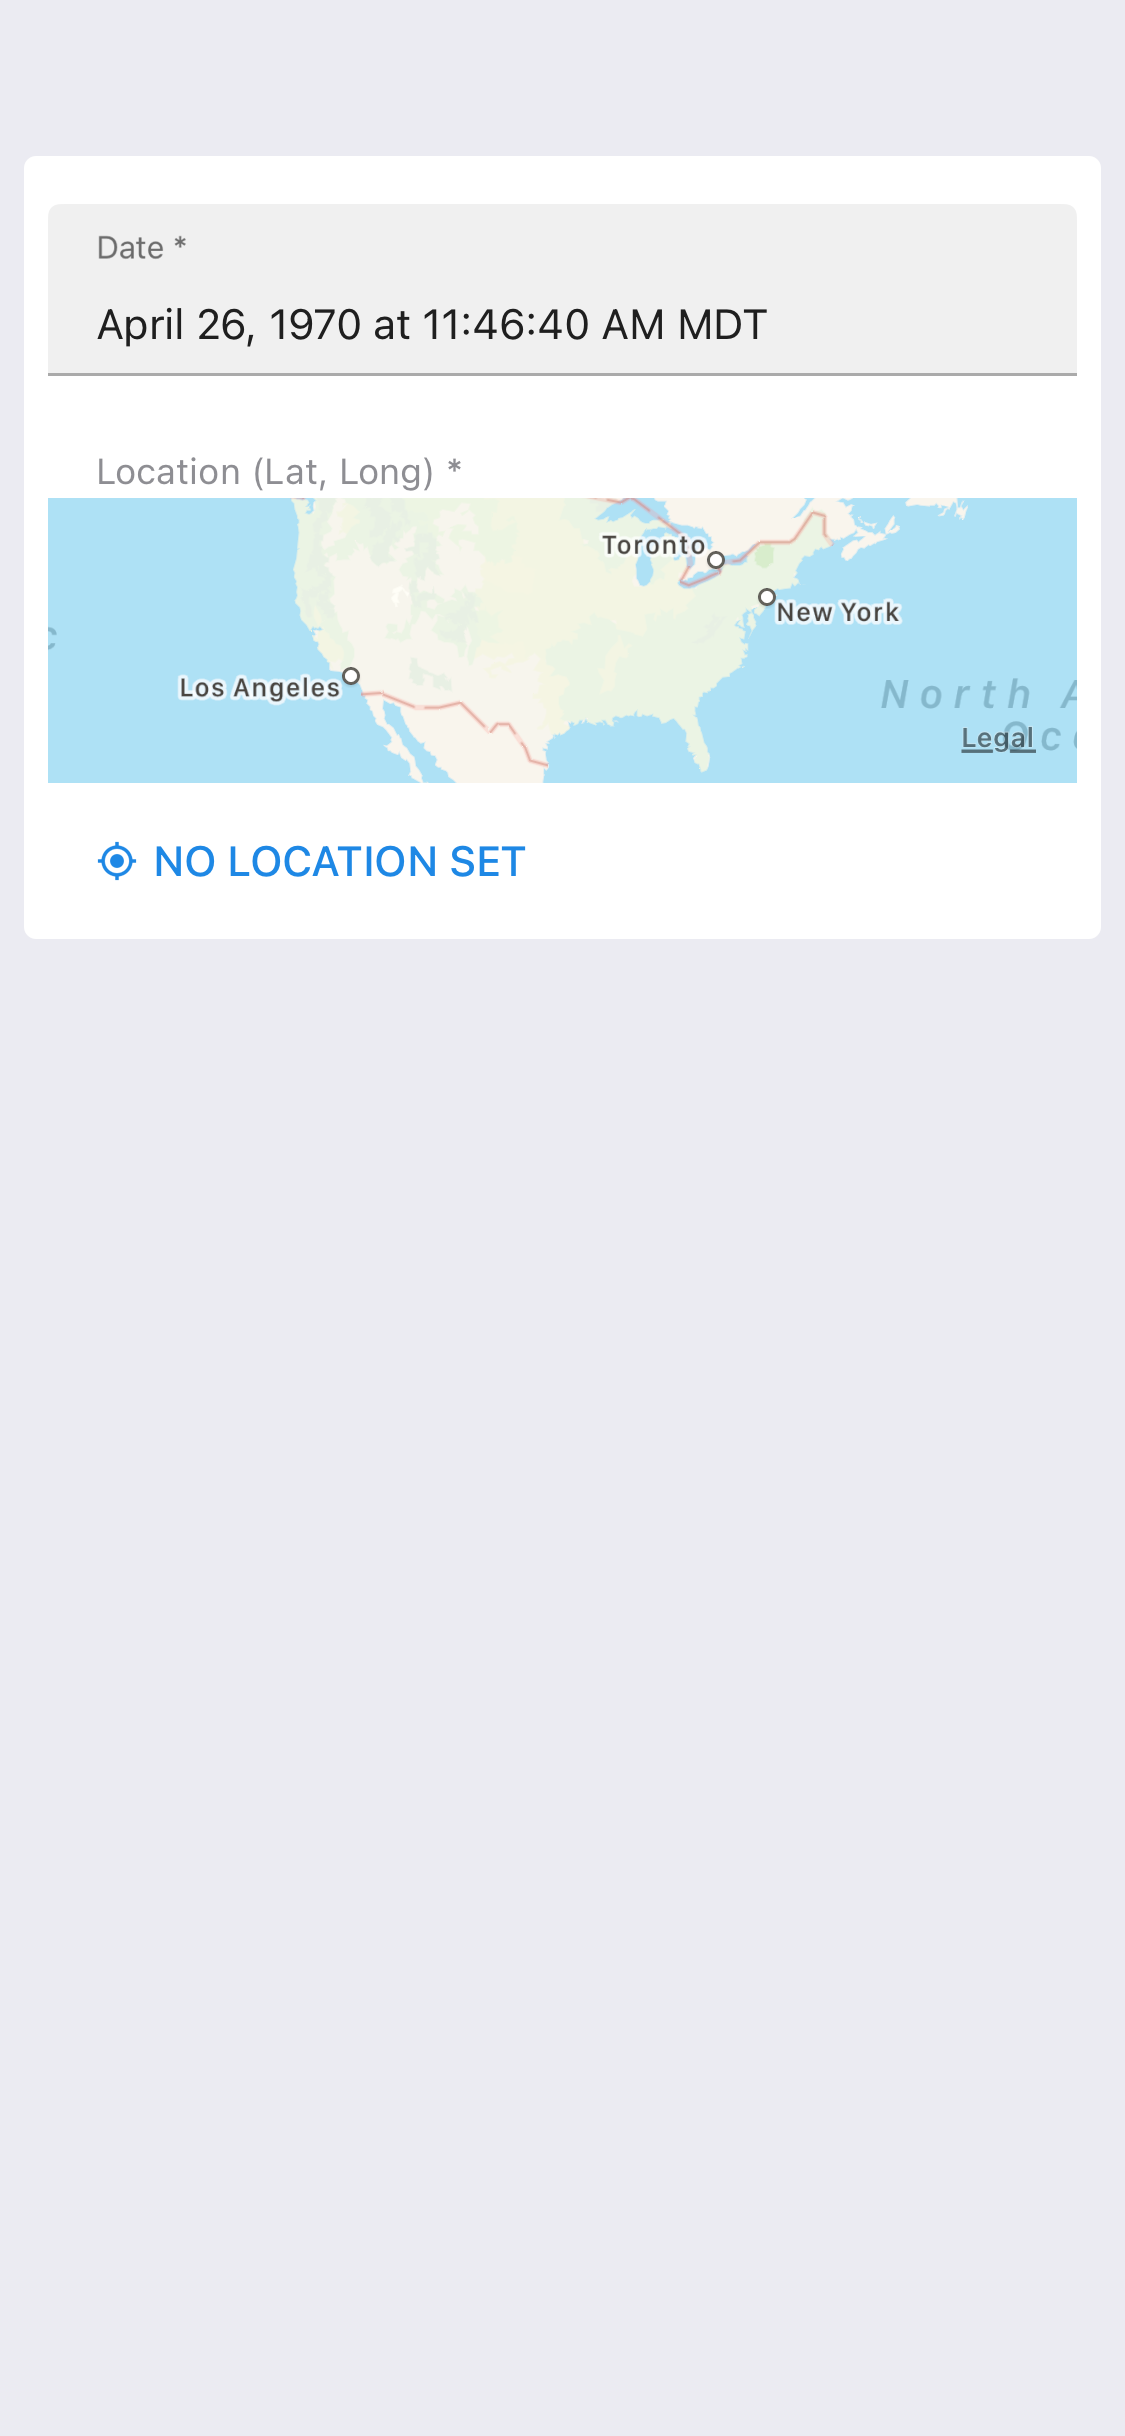 Date *
April 26, 1970 at 11:46:40 AM MDT
Location (Lat, Long) *
Toronto
New York
Los Angeles
North A
Legal
NO LOCATION SET